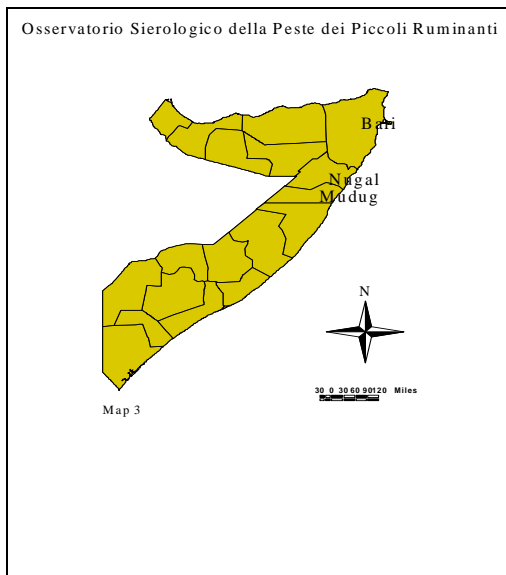 Osservatorio Sierologico della Peste dei Piccoli Ruminanti
Bari
Nugal
Mudug
N
30 0 30 60 90 120 Miles
Map 3